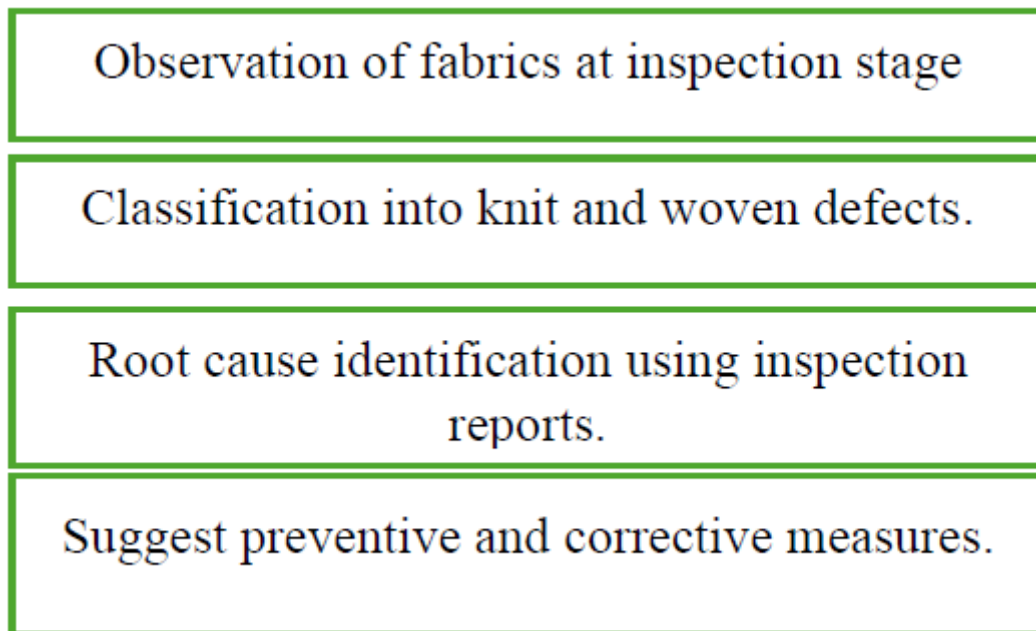 Observation of fabrics at inspection stage
Classification into knit and woven defects.
Root cause identification using inspection
reports.
Suggest preventive and corrective measures.